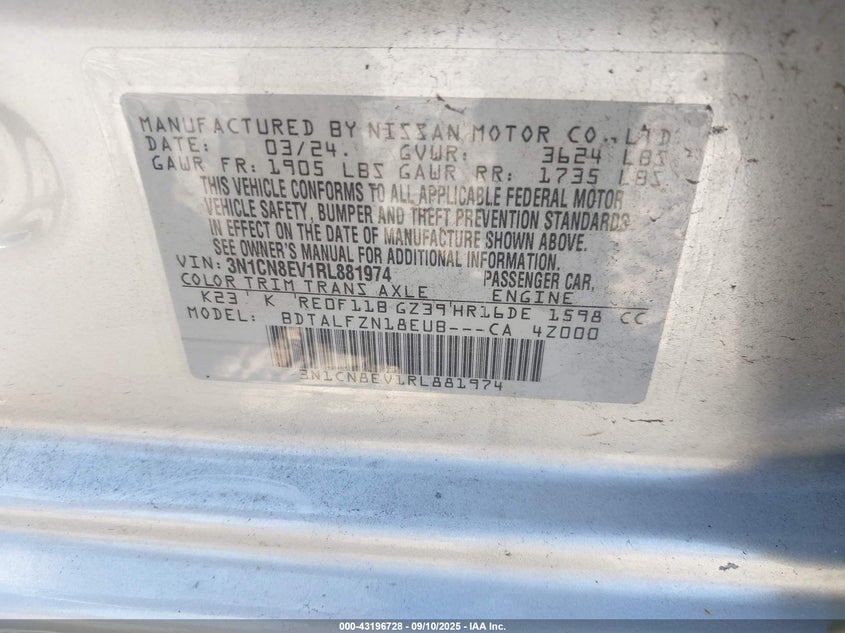 MANUFACTURED BY NISSAN MOTOR CO., LTD
DATE: 03/24. GVWR: 3624 LBS
GAWR FR: 1905 LBS GAWR RR: 1735 LBS
THIS VEHICLE CONFORMS TO ALL APPLICABLE FEDERAL MOTOR
VEHICLE SAFETY, BUMPER AND THEFT PREVENTION STANDARDS
IN EFFECT ON THE DATE OF MANUFACTURE SHOWN ABOVE.
SEE OWNER'S MANUAL FOR ADDITIONAL INFORMATION.
VIN: 3N1CN8EV1RL881974 PASSENGER CAR,
COLOR TRIM TRANS AXLE ENGINE
K23' K 'RE0F11B GZ39'HR16DE 1598 CC
MODEL: BDTALFZN18EUB---CA 4Z000
3N1CN8EV1RL881974
000-43196728 - 09/10/2025 - IAA Inc.